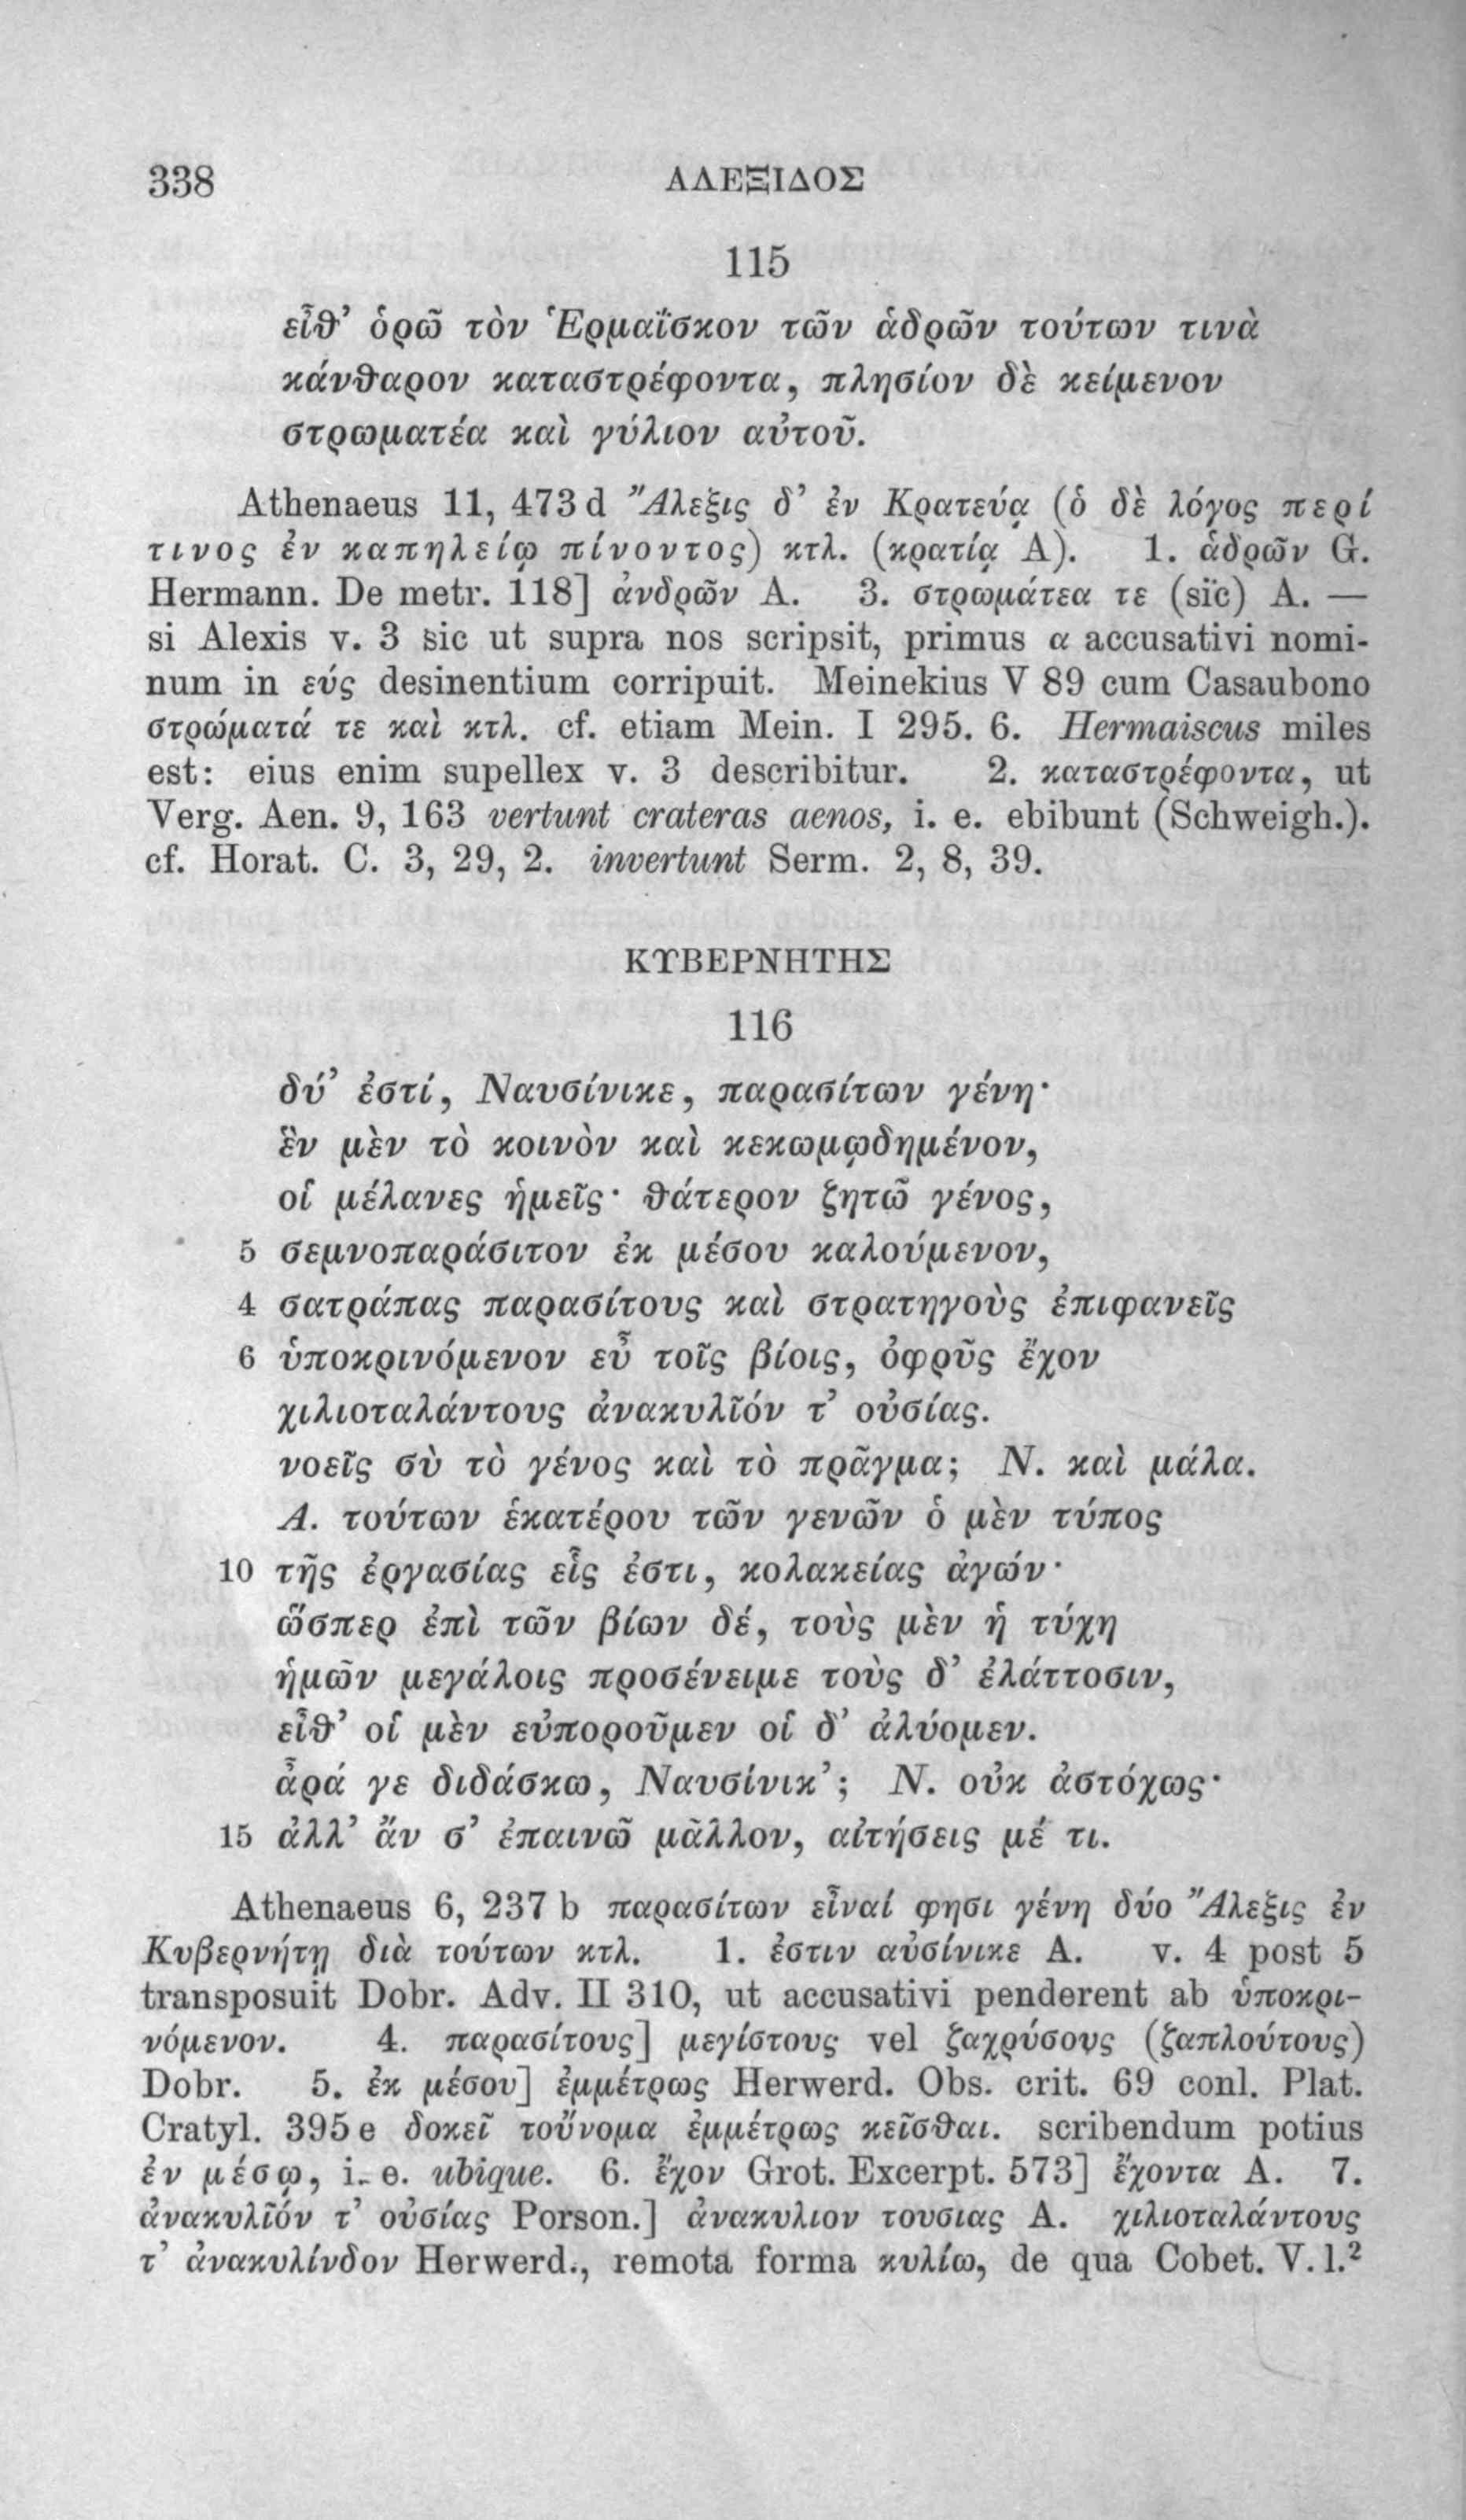 338
ΑΛΕΞΙΔΟΣ
115
εἶθ’ ὁρῶ τὸν Ἑρμαΐσκον τῶν ἁδρῶν τούτων τινὰ
κάνθαρον καταστρέφοντα, πλησίον δὲ κείμενον
στρωματέα καὶ γύλιον αὐτοῦ.
Athenaeus 11, 473 d Ἄλεξις δ’ ἐν Κρατεύᾳ (ὁ δὲ λόγος περί
τινος ἐν καπηλείῳ πίνοντος) κτλ. (κρατίᾳ A). 1. ἁδρῶν G.
Hermann. De metr. 118] ἀνδρῶν A. 3. στρωμάτεα τε (sic) A. —
si Alexis v. 3 sic ut supra nos scripsit, primus α accusativi nomi-
num in εύς desinentium corripuit. Meinekius V 89 cum Casaubono
στρώματά τε καὶ κτλ. cf. etiam Mein. I 295. 6. Hermaiscus miles
est: eius enim supellex v. 3 describitur. 2. καταστρέφοντα, ut
Verg. Aen. 9, 163 vertunt crateras aenos, i. e. ebibunt (Schweigh.).
cf. Horat. C. 3, 29, 2. invertunt Serm. 2, 8, 39.
ΚΥΒΕΡΝΗΤΗΣ
116
δύ’ ἐστί, Ναυσίνικε, παρασίτων γένη·
ἓν μὲν τὸ κοινὸν καὶ κεκωμῳδημένον,
οἱ μέλανες ἡμεῖς· θάτερον ζητῶ γένος,
5 σεμνοπαράσιτον ἐκ μέσου καλούμενον,
4 σατράπας παρασίτους καὶ στρατηγοὺς ἐπιφανεῖς
6 ὑποκρινόμενον εὖ τοῖς βίοις, ὀφρῦς ἔχον
χιλιοταλάντους ἀνακυλῖόν τ’ οὐσίας.
νοεῖς σὺ τὸ γένος καὶ τὸ πρᾶγμα; Ν. καὶ μάλα.
Α. τούτων ἑκατέρου τῶν γενῶν ὁ μὲν τύπος
10 τῆς ἐργασίας εἷς ἐστι, κολακείας ἀγών·
ὥσπερ ἐπὶ τῶν βίων δέ, τοὺς μὲν ἡ τύχη
ἡμῶν μεγάλοις προσένειμε τοὺς δ’ ἐλάττοσιν,
εἶθ’ οἱ μὲν εὐποροῦμεν οἱ δ’ ἀλύομεν.
ἆρά γε διδάσκω, Ναυσίνικ’; Ν. οὐκ ἀστόχως·
15 ἀλλ’ ἄν σ’ ἐπαινῶ μᾶλλον, αἰτήσεις μέ τι.
Athenaeus 6, 237 b παρασίτων εἶναί φησι γένη δύο Ἄλεξις ἐν
Κυβερνήτῃ διὰ τούτων κτλ. 1. ἐστιν αὐσίνικε A. v. 4 post 5
transposuit Dobr. Adv. II 310, ut accusativi penderent ab ὑποκρι-
νόμενον. 4. παρασίτους] μεγίστους vel ζαχρύσους (ζαπλούτους)
Dobr. 5. ἐκ μέσου] ἐμμέτρως Herwerd. Obs. crit. 69 conl. Plat.
Cratyl. 395 e δοκεῖ τοὔνομα ἐμμέτρως κεῖσθαι. scribendum potius
ἐν μέσῳ, i. e. ubique. 6. ἔχον Grot. Excerpt. 573] ἔχοντα A. 7.
ἀνακυλῖόν τ’ οὐσίας Porson.] ἀνακυλιον τουσιας A. χιλιοταλάντους
τ’ ἀνακυλίνδον Herwerd., remota forma κυλίω, de qua Cobet. V. l.²